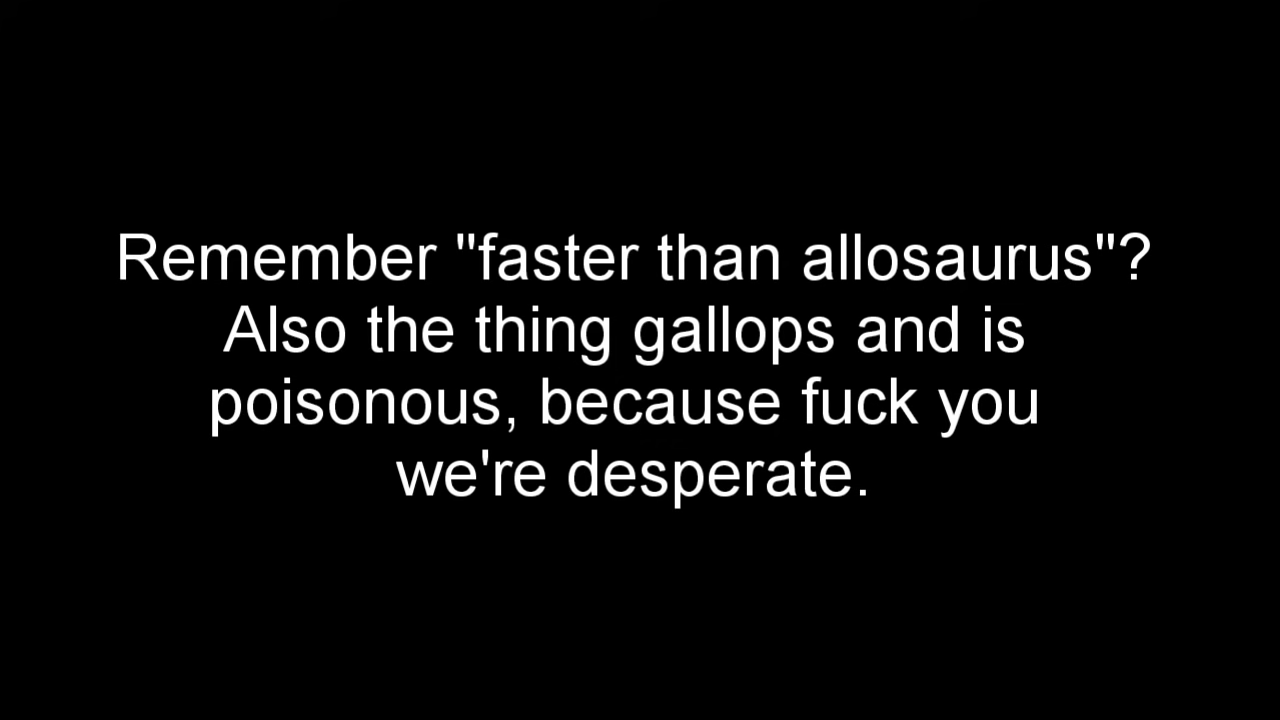 Remember "faster than allosaurus"?
Also the thing gallops and is
poisonous, because fuck you
we're desperate.